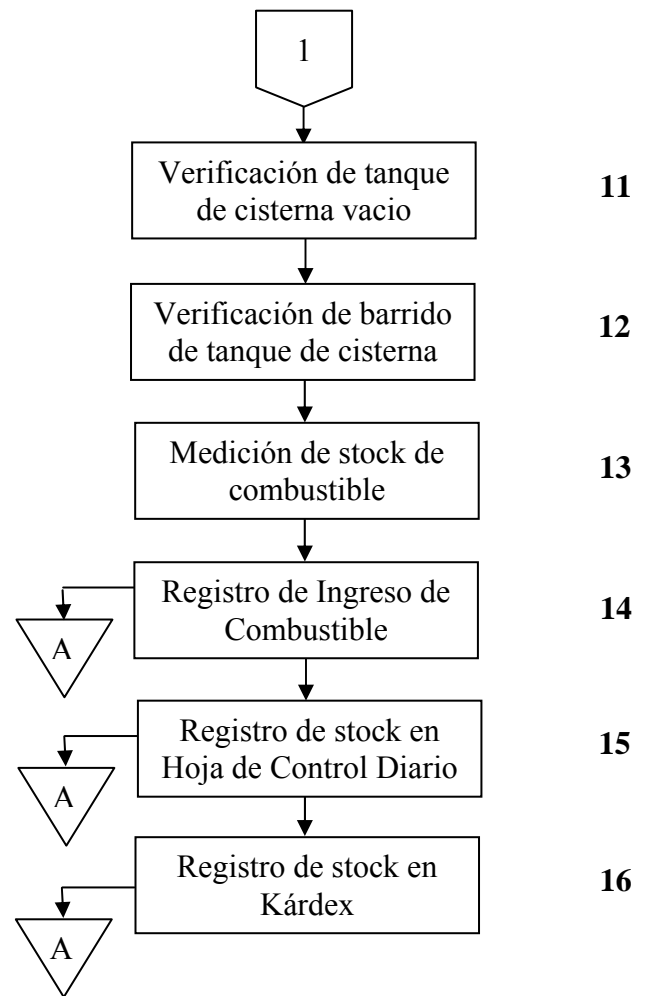 1
Verificación de tanque
de cisterna vacio
11
Verificación de barrido
de tanque de cisterna
12
Medición de stock de
combustible
13
Registro de Ingreso de
Combustible
14
A
Registro de stock en
Hoja de Control Diario
15
A
Registro de stock en
Kárdex
16
A